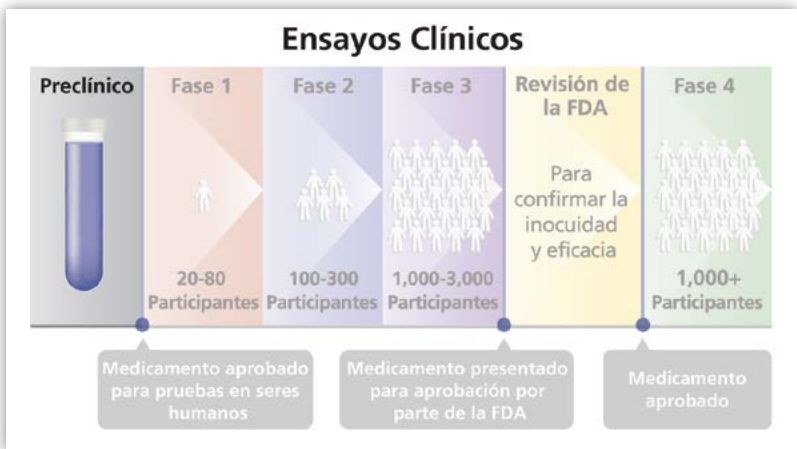 Ensayos Clínicos
Preclínico
Fase 1
Fase 2
Fase 3
Revisión de
la FDA
Fase 4
Para
confirmar la
inocuidad
y eficacia
20-80
Participantes
100-300
Participantes
1,000-3,000
Participantes
1,000+
Participantes
Medicamento aprobado
para pruebas en seres
humanos
Medicamento presentado
para aprobación por
parte de la FDA
Medicamento
aprobado